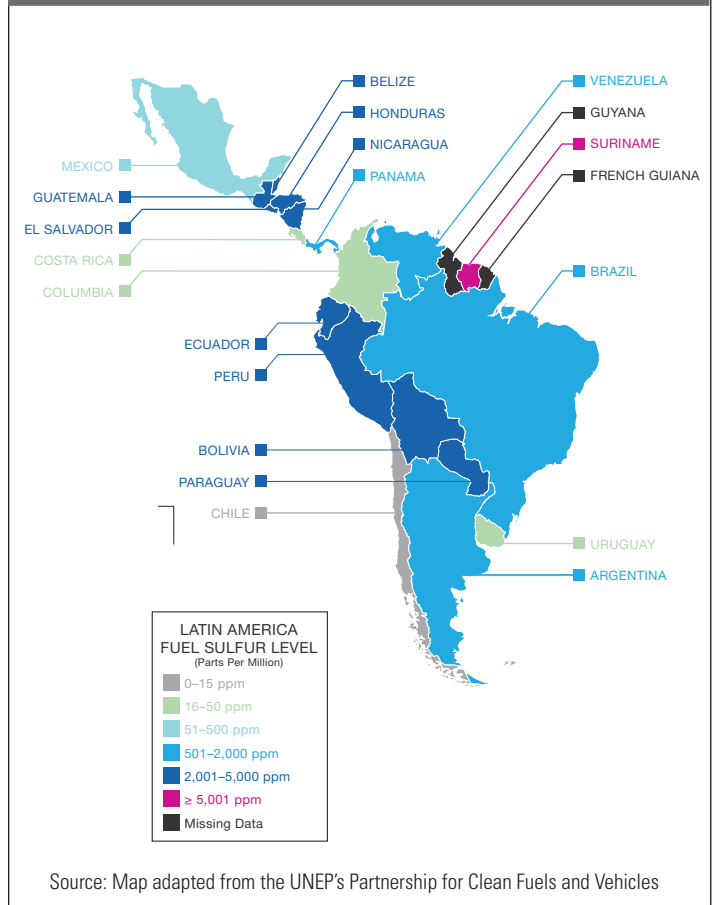 BELIZE
HONDURAS
NICARAGUA
PANAMA
VENEZUELA
GUYANA
SURINAME
FRENCH GUIANA
MEXICO
GUATEMALA
EL SALVADOR
COSTA RICA
COLUMBIA
BRAZIL
ECUADOR
PERU
BOLIVIA
PARAGUAY
CHILE
URUGUAY
ARGENTINA
LATIN AMERICA
FUEL SULFUR LEVEL
(Parts Per Million)
0–15 ppm
16–50 ppm
51–500 ppm
501–2,000 ppm
2,001–5,000 ppm
≥ 5,001 ppm
Missing Data
Source: Map adapted from the UNEP's Partnership for Clean Fuels and Vehicles